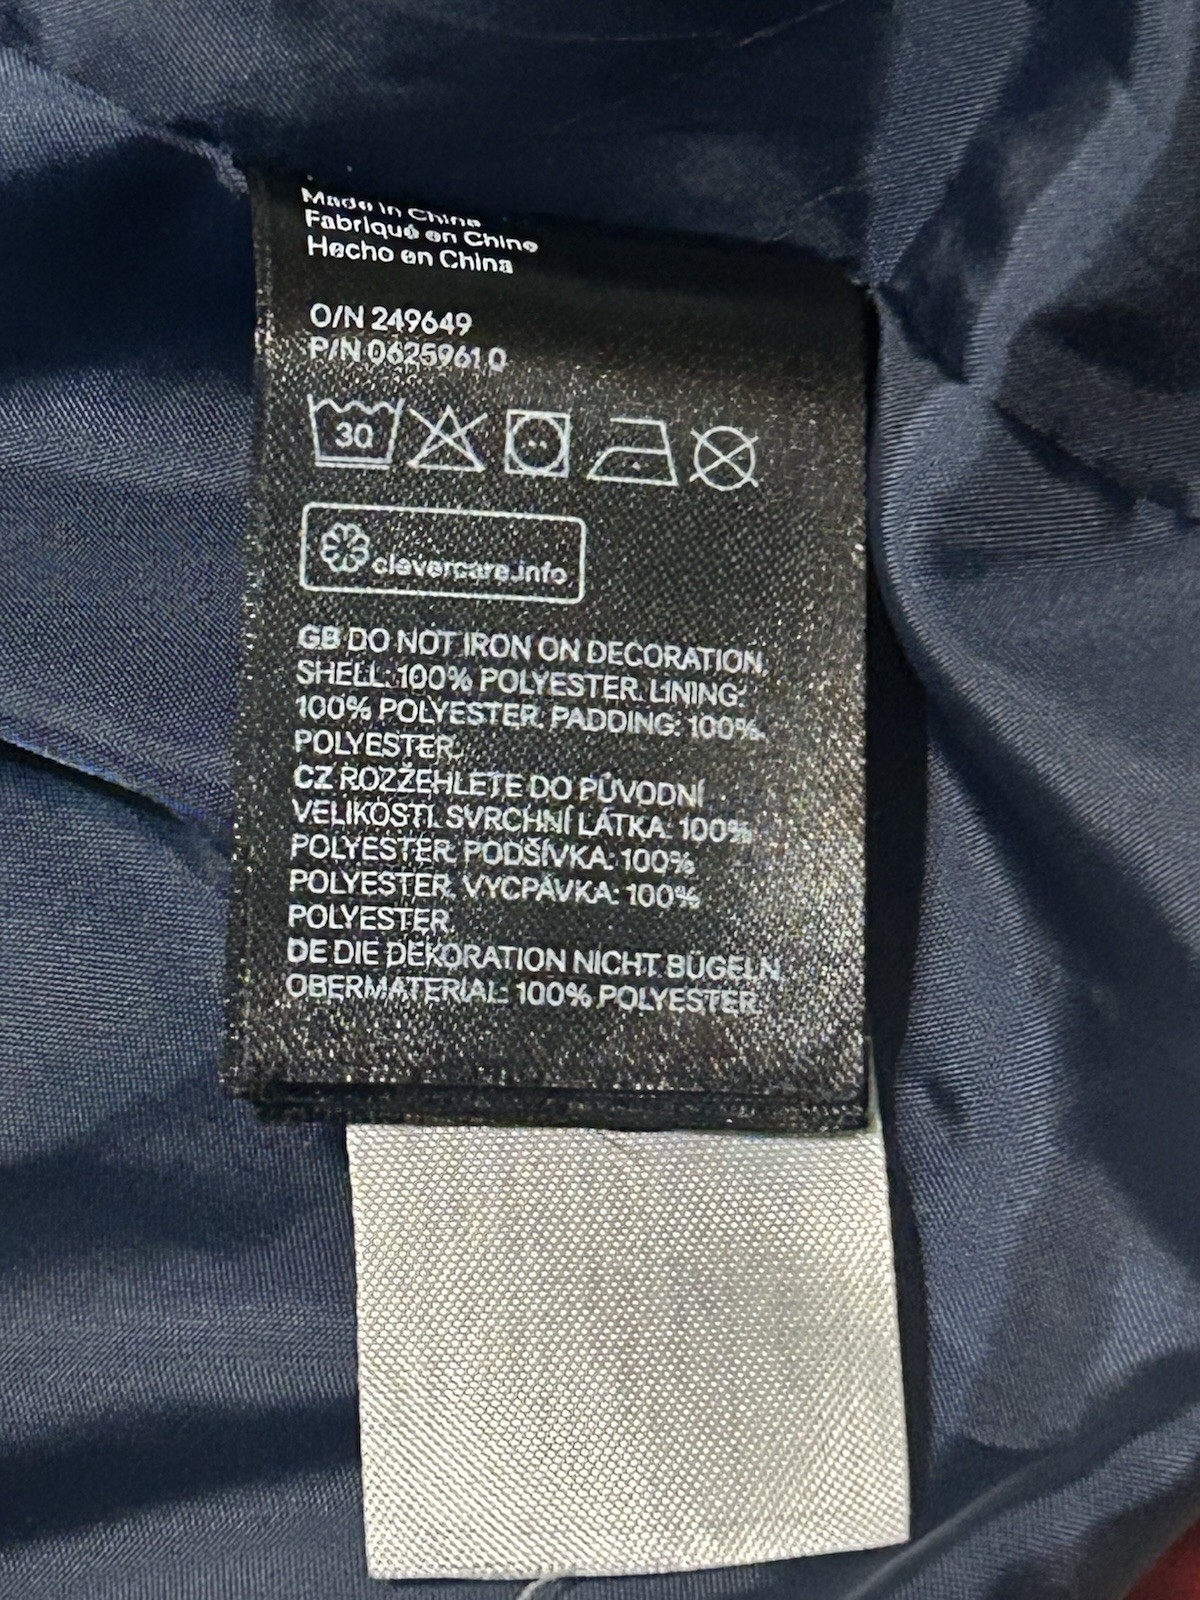 Made in China
Fabriqué en Chine
Hecho en China
O/N 249649
P/N 0625961 0
30
clevercare.info
GB DO NOT IRON ON DECORATION.
SHELL: 100% POLYESTER. LINING:
100% POLYESTER. PADDING: 100%
POLYESTER.
CZ ROZŽEHLETE DO PŮVODNÍ
VELIKOSTI. SVRCHNÍ LÁTKA: 100%
POLYESTER. PODŠÍVKA: 100%
POLYESTER. VYCPÁVKA: 100%
POLYESTER.
DE DIE DEKORATION NICHT BÜGELN.
OBERMATERIAL: 100% POLYESTER.